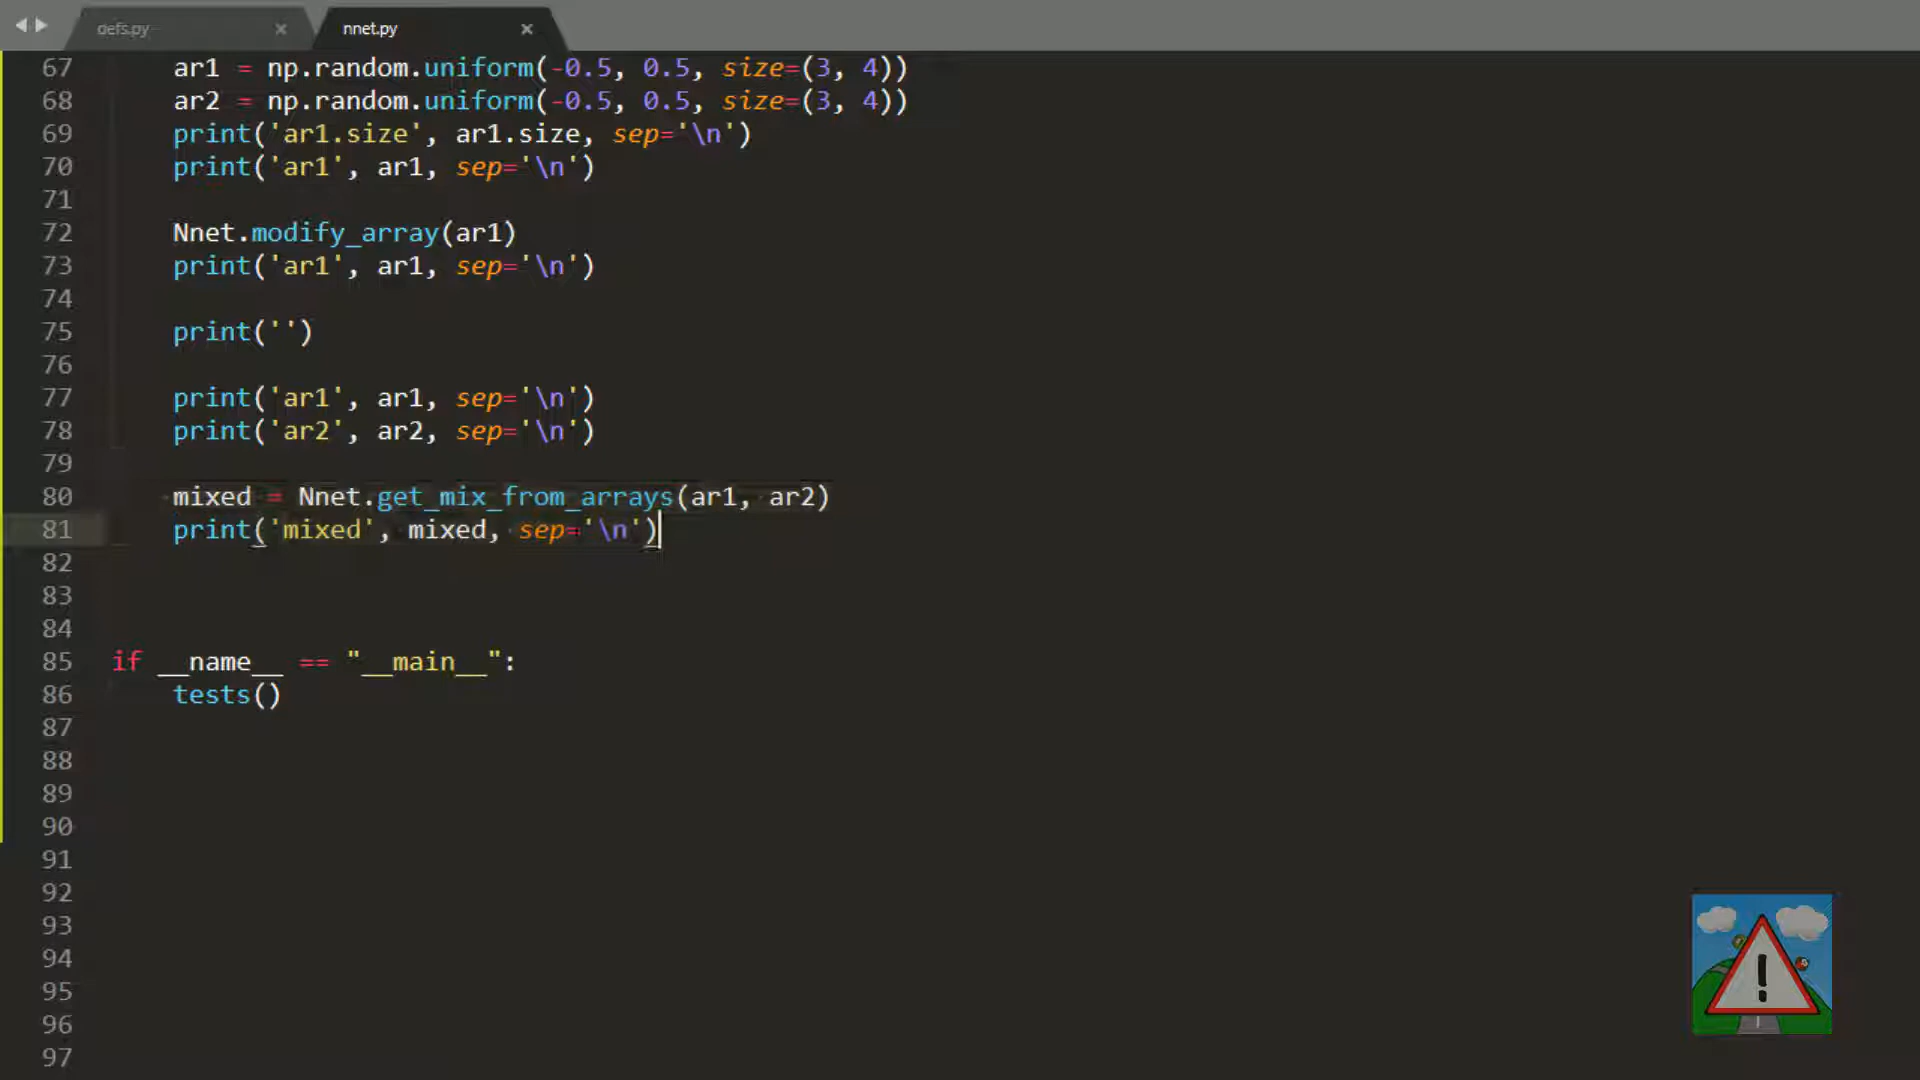 defs.py × nnet.py ×
67 ar1 = np.random.uniform(-0.5, 0.5, size=(3, 4))
68 ar2 = np.random.uniform(-0.5, 0.5, size=(3, 4))
69 print('ar1.size', ar1.size, sep='\n')
70 print('ar1', ar1, sep='\n')
71
72 Nnet.modify_array(ar1)
73 print('ar1', ar1, sep='\n')
74
75 print('')
76
77 print('ar1', ar1, sep='\n')
78 print('ar2', ar2, sep='\n')
79
80 mixed = Nnet.get_mix_from_arrays(ar1, ar2)
81 print('mixed', mixed, sep='\n')
82
83
84
85 if __name__ == "__main__":
86 tests()
87
88
89
90
91
92
93
94
95
96
97
!